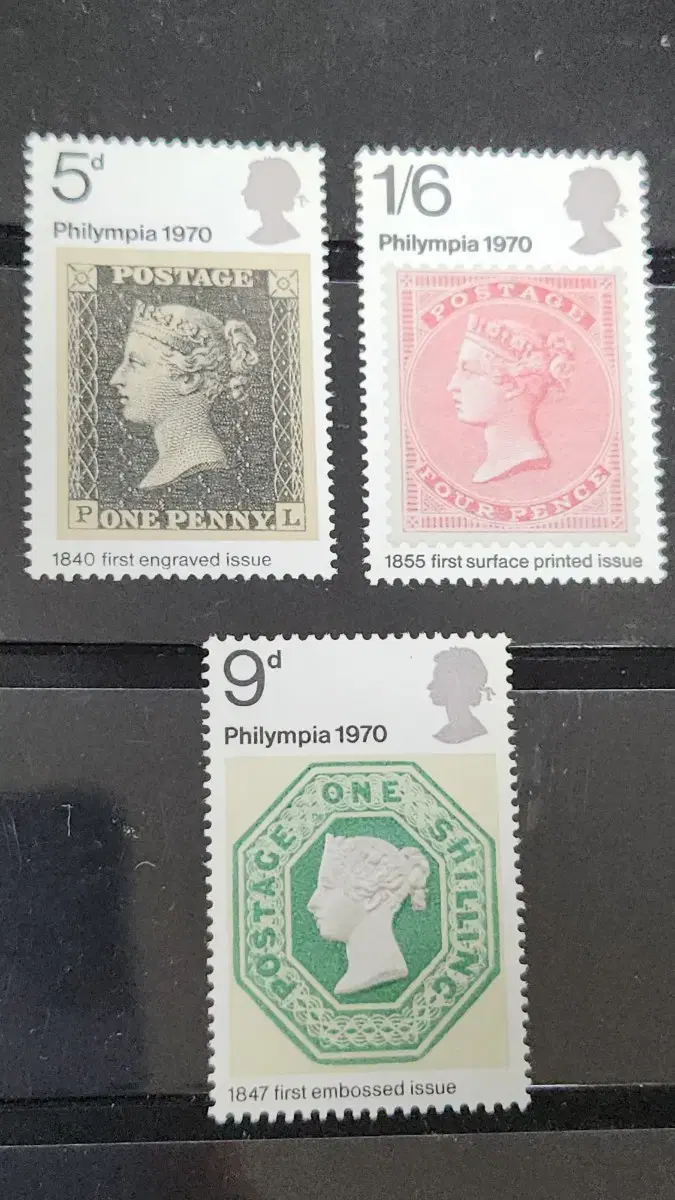 5d
Philympia 1970
POSTAGE
P ONE PENNY. L
1840 first engraved issue
1/6
Philympia 1970
POSTAGE
FOUR PENCE
1855 first surface printed issue
9d
Philympia 1970
POSTAGE ONE SHILLING
1847 first embossed issue